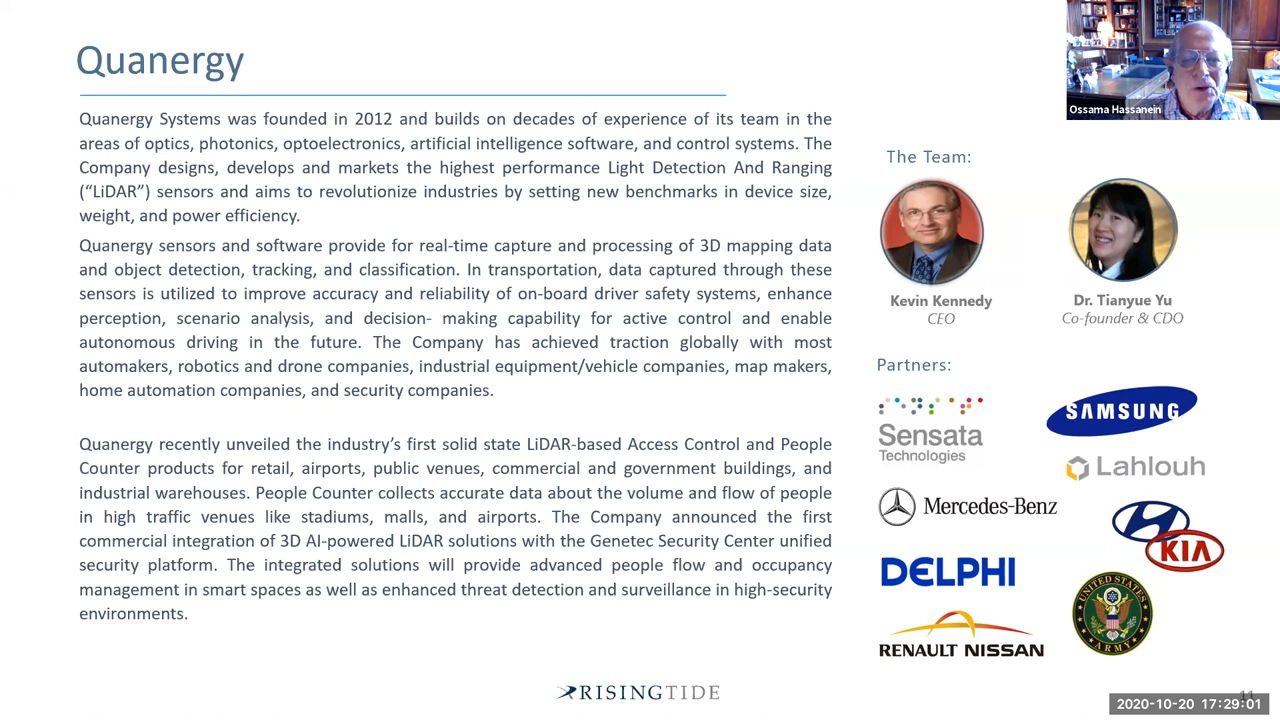 Quanergy
Quanergy Systems was founded in 2012 and builds on decades of experience of its team in the
areas of optics, photonics, optoelectronics, artificial intelligence software, and control systems. The
Company designs, develops and markets the highest performance Light Detection And Ranging
(“LiDAR”) sensors and aims to revolutionize industries by setting new benchmarks in device size,
weight, and power efficiency.
Quanergy sensors and software provide for real-time capture and processing of 3D mapping data
and object detection, tracking, and classification. In transportation, data captured through these
sensors is utilized to improve accuracy and reliability of on-board driver safety systems, enhance
perception, scenario analysis, and decision- making capability for active control and enable
autonomous driving in the future. The Company has achieved traction globally with most
automakers, robotics and drone companies, industrial equipment/vehicle companies, map makers,
home automation companies, and security companies.
Quanergy recently unveiled the industry’s first solid state LiDAR-based Access Control and People
Counter products for retail, airports, public venues, commercial and government buildings, and
industrial warehouses. People Counter collects accurate data about the volume and flow of people
in high traffic venues like stadiums, malls, and airports. The Company announced the first
commercial integration of 3D AI-powered LiDAR solutions with the Genetec Security Center unified
security platform. The integrated solutions will provide advanced people flow and occupancy
management in smart spaces as well as enhanced threat detection and surveillance in high-security
environments.
Ossama Hassanein
The Team:
Kevin Kennedy
CEO
Dr. Tianyue Yu
Co-founder & CDO
Partners:
Sensata
Technologies
SAMSUNG
Lahlouh
Mercedes-Benz
KIA
DELPHI
UNITED STATES
ARMY
RENAULT NISSAN
RISINGTIDE
11
2020-10-20 17:29:01